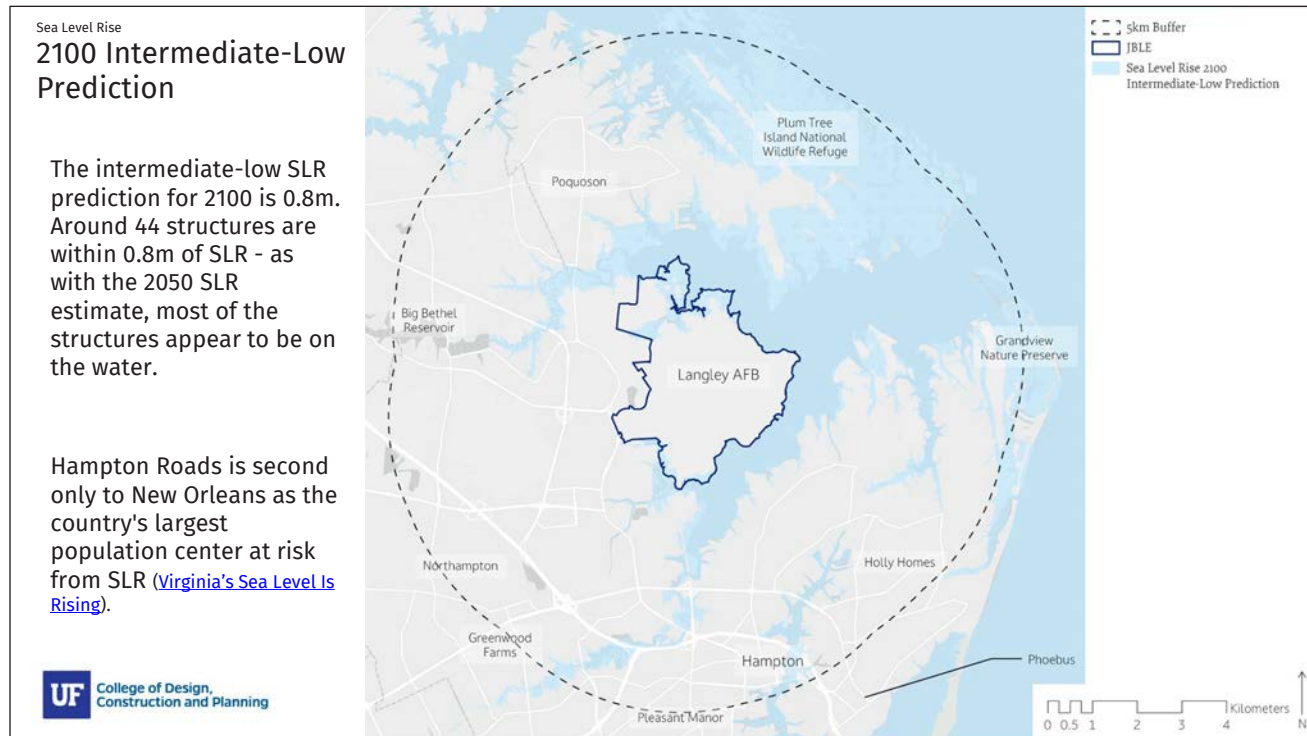 Sea Level Rise
2100 Intermediate-Low
Prediction
The intermediate-low SLR
prediction for 2100 is 0.8m.
Around 44 structures are
within 0.8m of SLR - as
with the 2050 SLR
estimate, most of the
structures appear to be on
the water.
Hampton Roads is second
only to New Orleans as the
country's largest
population center at risk
from SLR (Virginia’s Sea Level Is
Rising).
UF College of Design,
Construction and Planning
5km Buffer
JBLE
Sea Level Rise 2100
Intermediate-Low Prediction
Plum Tree
Island National
Wildlife Refuge
Poquoson
Big Bethel
Reservoir
Grandview
Nature Preserve
Langley AFB
Northampton
Holly Homes
Greenwood
Farms
Hampton
Phoebus
Pleasant Manor
Kilometers
0 0.5 1 2 3 4
N